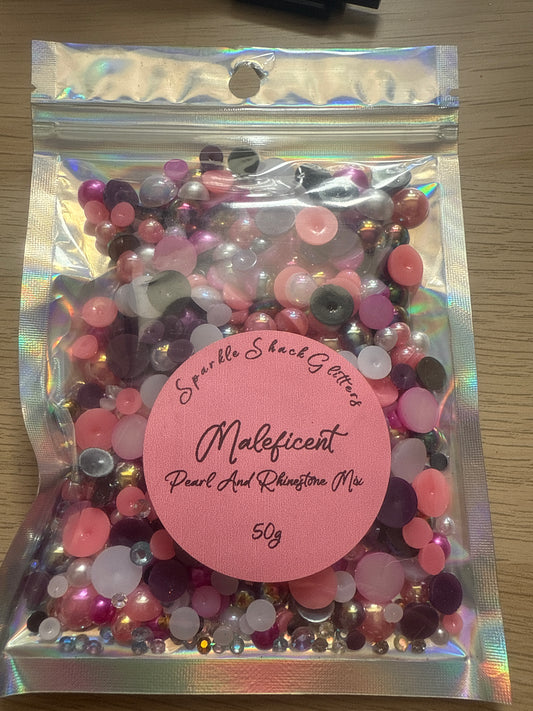 Sparkle Shack Glitters
Maleficent
Pearl And Rhinestone Mix
50g